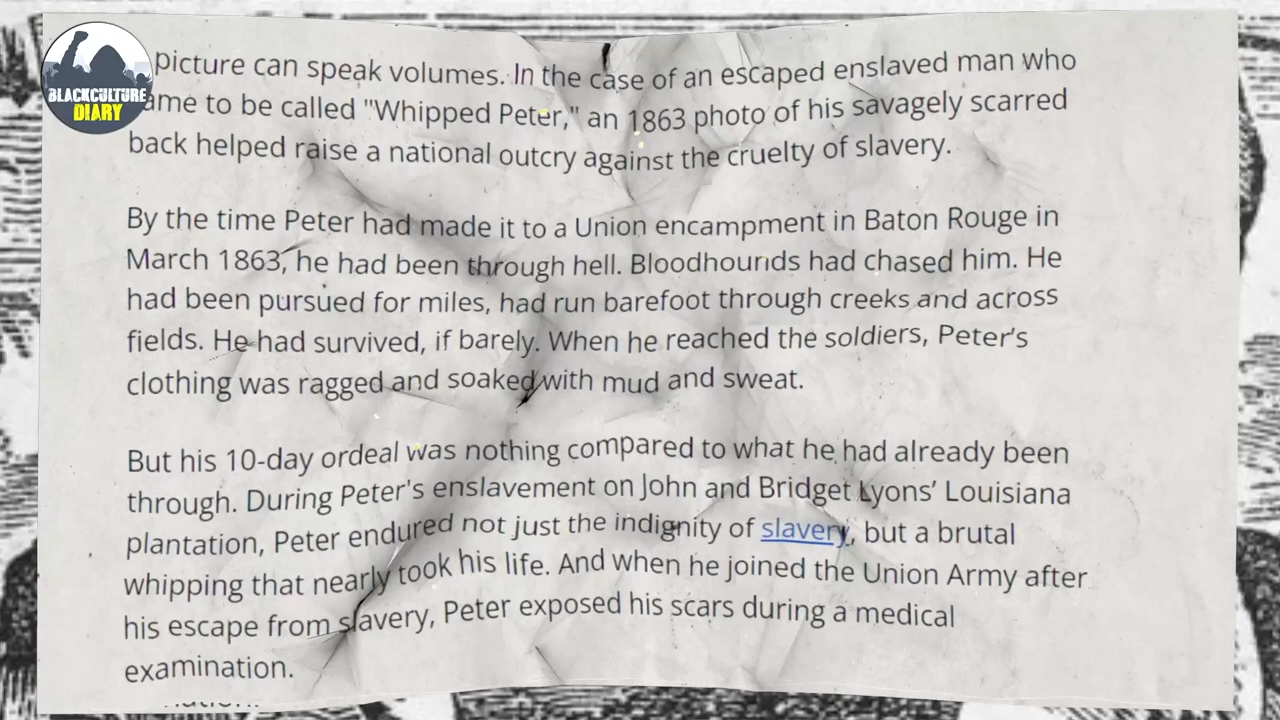 BLACKCULTURE
DIARY
picture can speak volumes. In the case of an escaped enslaved man who
ame to be called "Whipped Peter," an 1863 photo of his savagely scarred
back helped raise a national outcry against the cruelty of slavery.
By the time Peter had made it to a Union encampment in Baton Rouge in
March 1863, he had been through hell. Bloodhounds had chased him. He
had been pursued for miles, had run barefoot through creeks and across
fields. He had survived, if barely. When he reached the soldiers, Peter’s
clothing was ragged and soaked with mud and sweat.
But his 10-day ordeal was nothing compared to what he had already been
through. During Peter's enslavement on John and Bridget Lyons’ Louisiana
plantation, Peter endured not just the indignity of slavery, but a brutal
whipping that nearly took his life. And when he joined the Union Army after
his escape from slavery, Peter exposed his scars during a medical
examination.